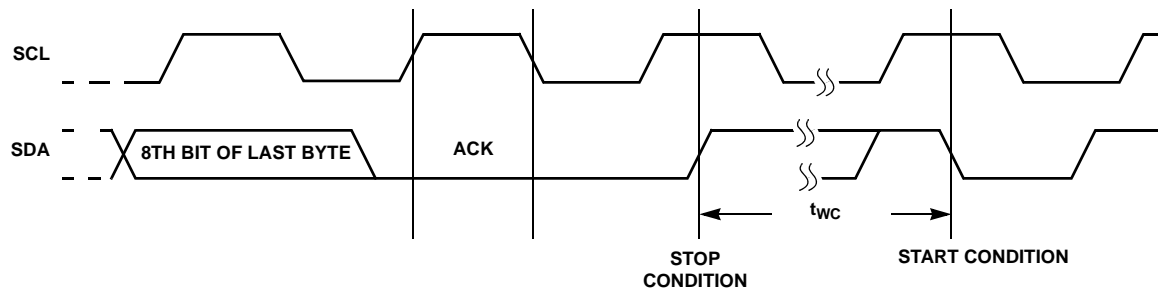 SCL
SDA
8TH BIT OF LAST BYTE
ACK
tWC
STOP
CONDITION
START CONDITION